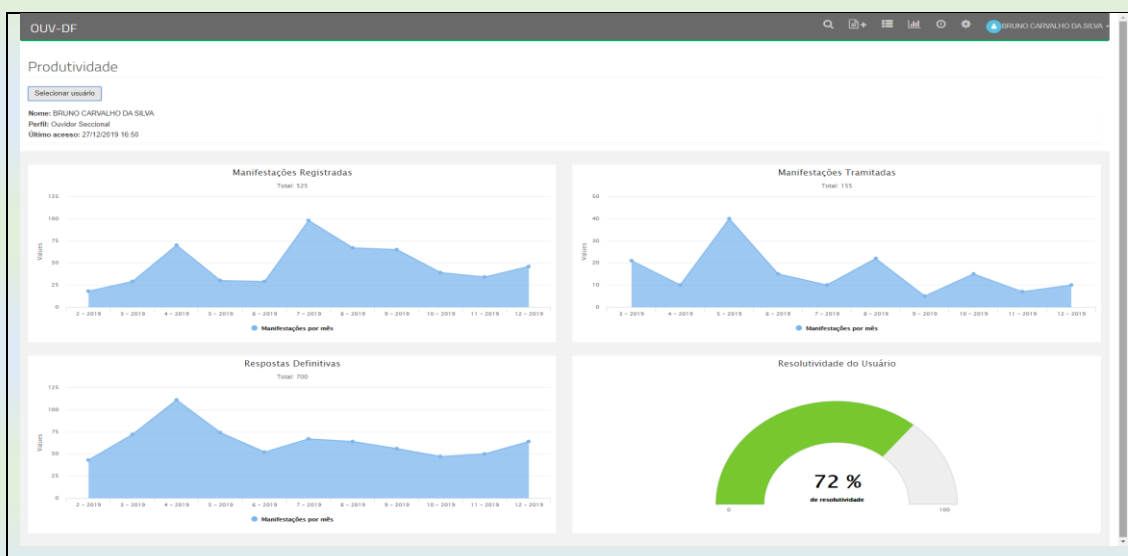 OUV-DF
BRUNO CARVALHO DA SILVA
Produtividade
Selecionar usuário
Nome: BRUNO CARVALHO DA SILVA
Perfil: Ouvidor Seccional
Último acesso: 27/12/2019 16:50
Manifestações Registradas
Total: 525
125
100
75
50
25
0
Values
2 - 2019 3 - 2019 4 - 2019 5 - 2019 6 - 2019 7 - 2019 8 - 2019 9 - 2019 10 - 2019 11 - 2019 12 - 2019
Manifestações por mês
Manifestações Tramitadas
Total: 155
50
40
30
20
10
0
Values
3 - 2019 4 - 2019 5 - 2019 6 - 2019 7 - 2019 8 - 2019 9 - 2019 10 - 2019 11 - 2019 12 - 2019
Manifestações por mês
Respostas Definitivas
Total: 700
125
100
75
50
25
0
Values
2 - 2019 3 - 2019 4 - 2019 5 - 2019 6 - 2019 7 - 2019 8 - 2019 9 - 2019 10 - 2019 11 - 2019 12 - 2019
Manifestações por mês
Resolutividade do Usuário
72 %
de resolutividade
0 100